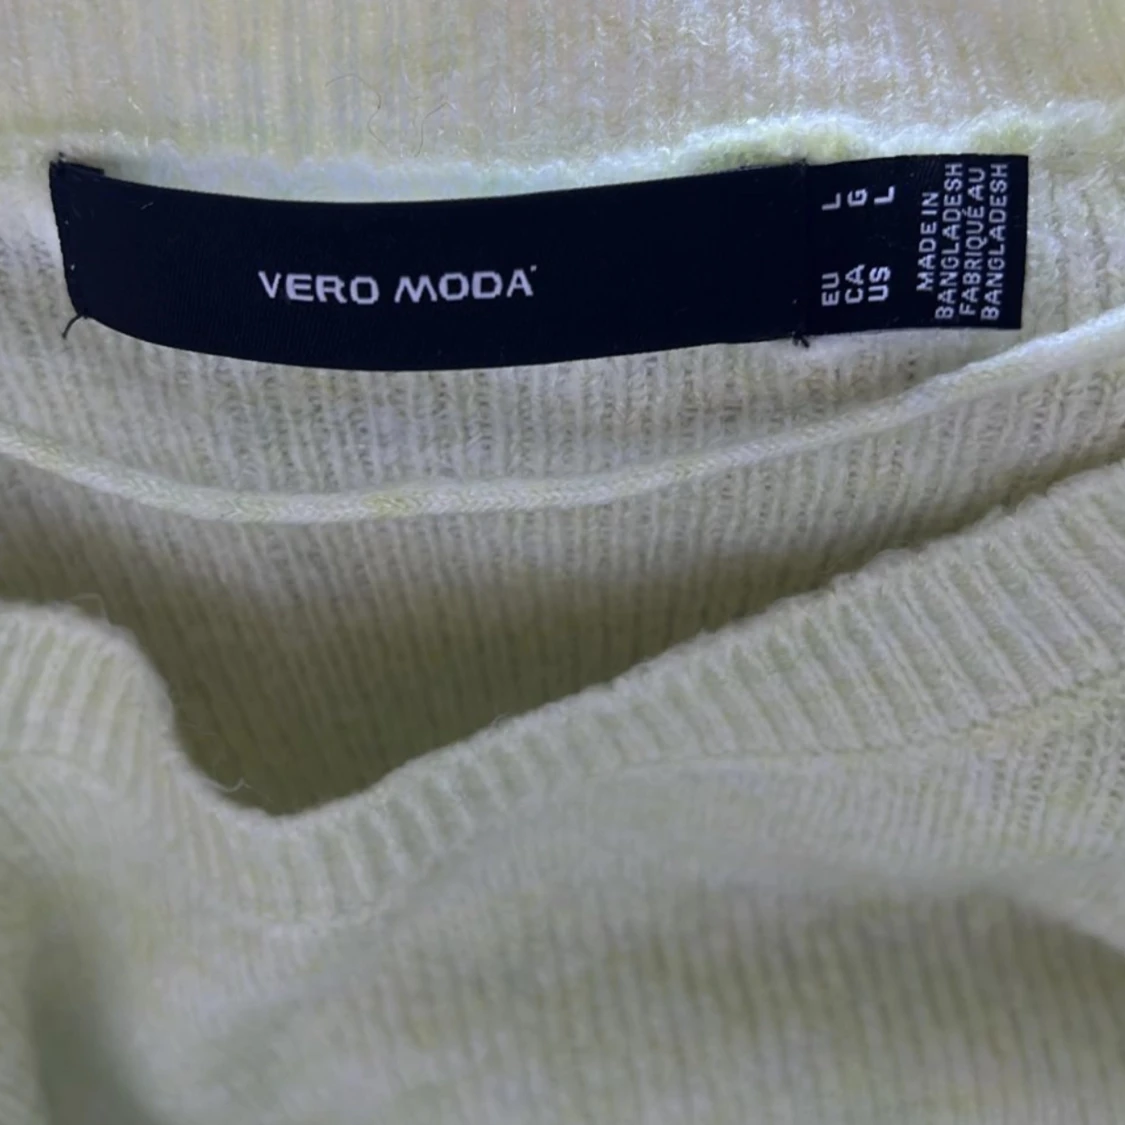 VERO MODA
EU L
CA G
US L
MADE IN
BANGLADESH
FABRIQUÉ AU
BANGLADESH